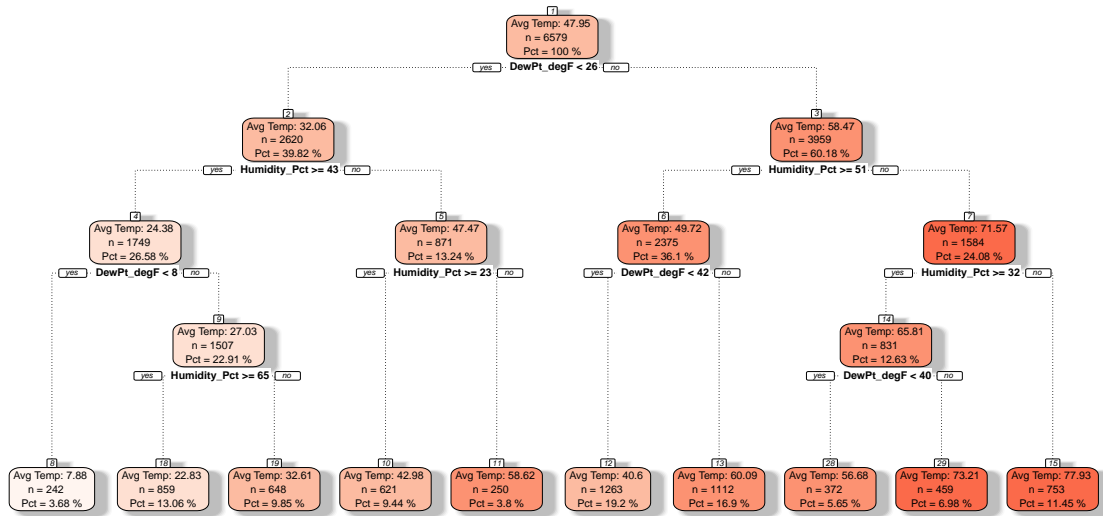 1
Avg Temp: 47.95
n = 6579
Pct = 100 %
yes DewPt_degF < 26 no
2
Avg Temp: 32.06
n = 2620
Pct = 39.82 %
yes Humidity_Pct >= 43 no
3
Avg Temp: 58.47
n = 3959
Pct = 60.18 %
yes Humidity_Pct >= 51 no
4
Avg Temp: 24.38
n = 1749
Pct = 26.58 %
yes DewPt_degF < 8 no
5
Avg Temp: 47.47
n = 871
Pct = 13.24 %
yes Humidity_Pct >= 23 no
6
Avg Temp: 49.72
n = 2375
Pct = 36.1 %
yes DewPt_degF < 42 no
7
Avg Temp: 71.57
n = 1584
Pct = 24.08 %
yes Humidity_Pct >= 32 no
9
Avg Temp: 27.03
n = 1507
Pct = 22.91 %
yes Humidity_Pct >= 65 no
14
Avg Temp: 65.81
n = 831
Pct = 12.63 %
yes DewPt_degF < 40 no
8
Avg Temp: 7.88
n = 242
Pct = 3.68 %
18
Avg Temp: 22.83
n = 859
Pct = 13.06 %
19
Avg Temp: 32.61
n = 648
Pct = 9.85 %
10
Avg Temp: 42.98
n = 621
Pct = 9.44 %
11
Avg Temp: 58.62
n = 250
Pct = 3.8 %
12
Avg Temp: 40.6
n = 1263
Pct = 19.2 %
13
Avg Temp: 60.09
n = 1112
Pct = 16.9 %
28
Avg Temp: 56.68
n = 372
Pct = 5.65 %
29
Avg Temp: 73.21
n = 459
Pct = 6.98 %
15
Avg Temp: 77.93
n = 753
Pct = 11.45 %